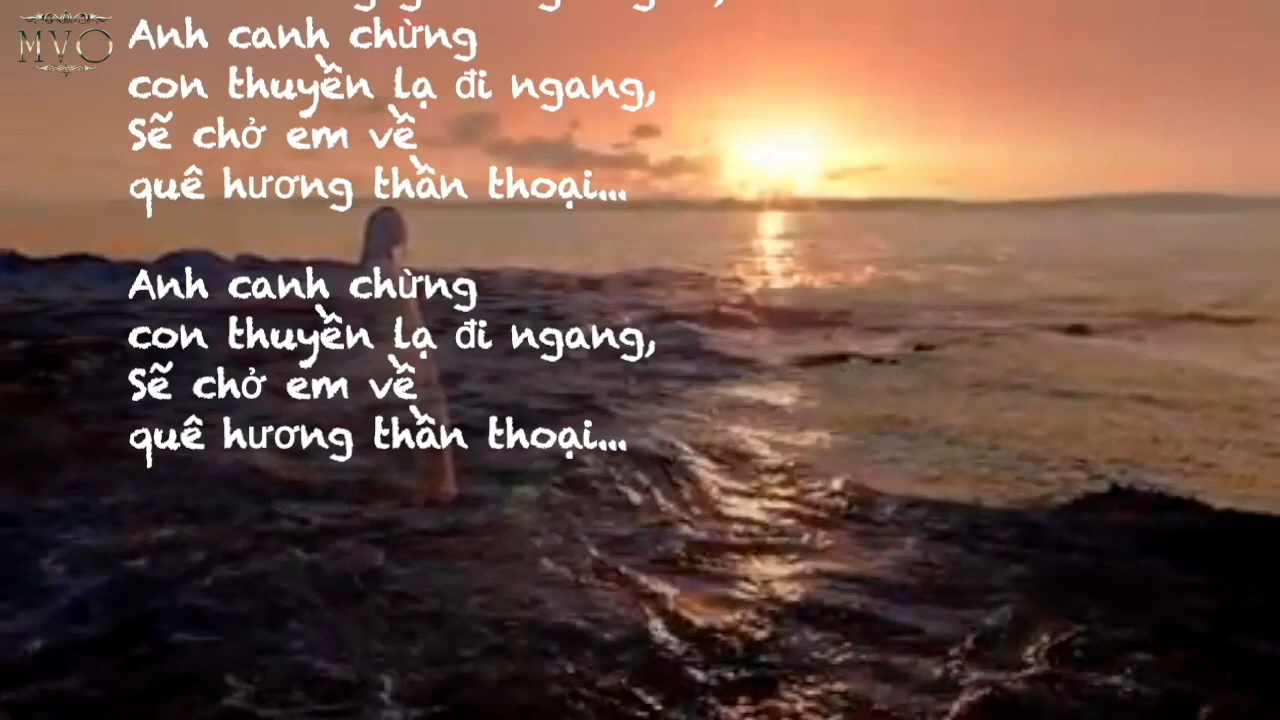 MVO
Anh canh chừng
con thuyền lạ đi ngang,
Sẽ chở em về
quê hương thần thoại...
Anh canh chừng
con thuyền lạ đi ngang,
Sẽ chở em về
quê hương thần thoại...